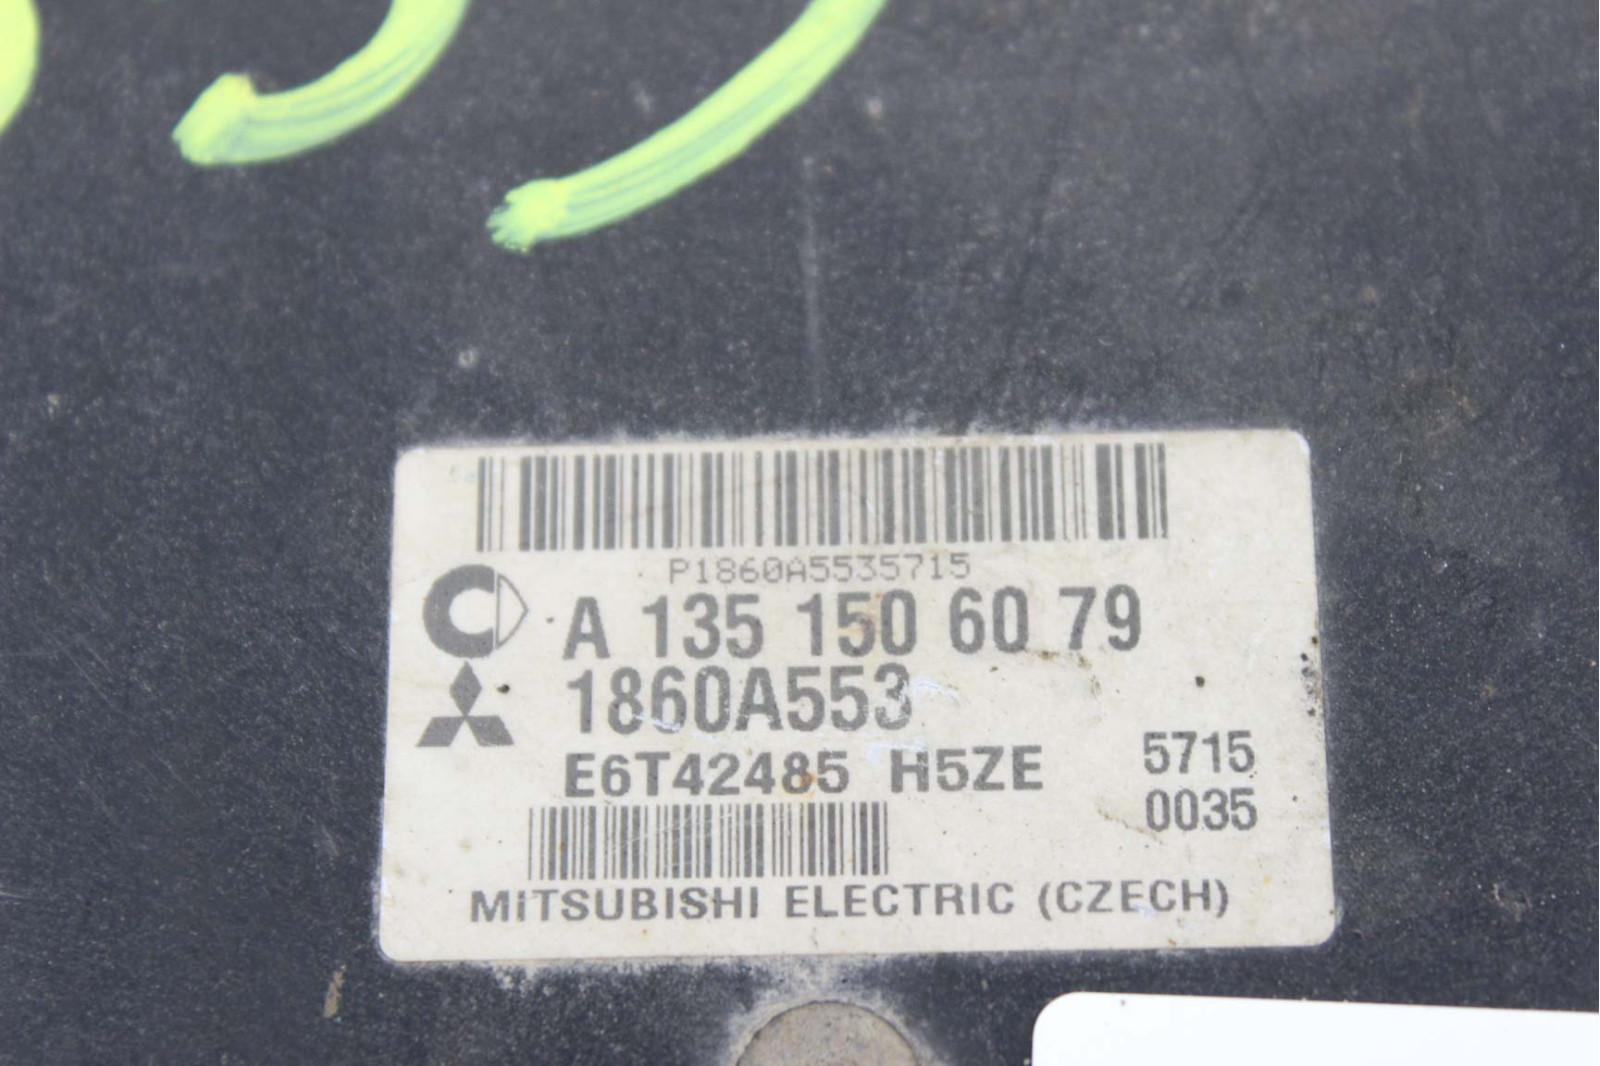 P1860A5535715
A 135 150 60 79
1860A553
E6T42485 H5ZE
5715
0035
MITSUBISHI ELECTRIC (CZECH)